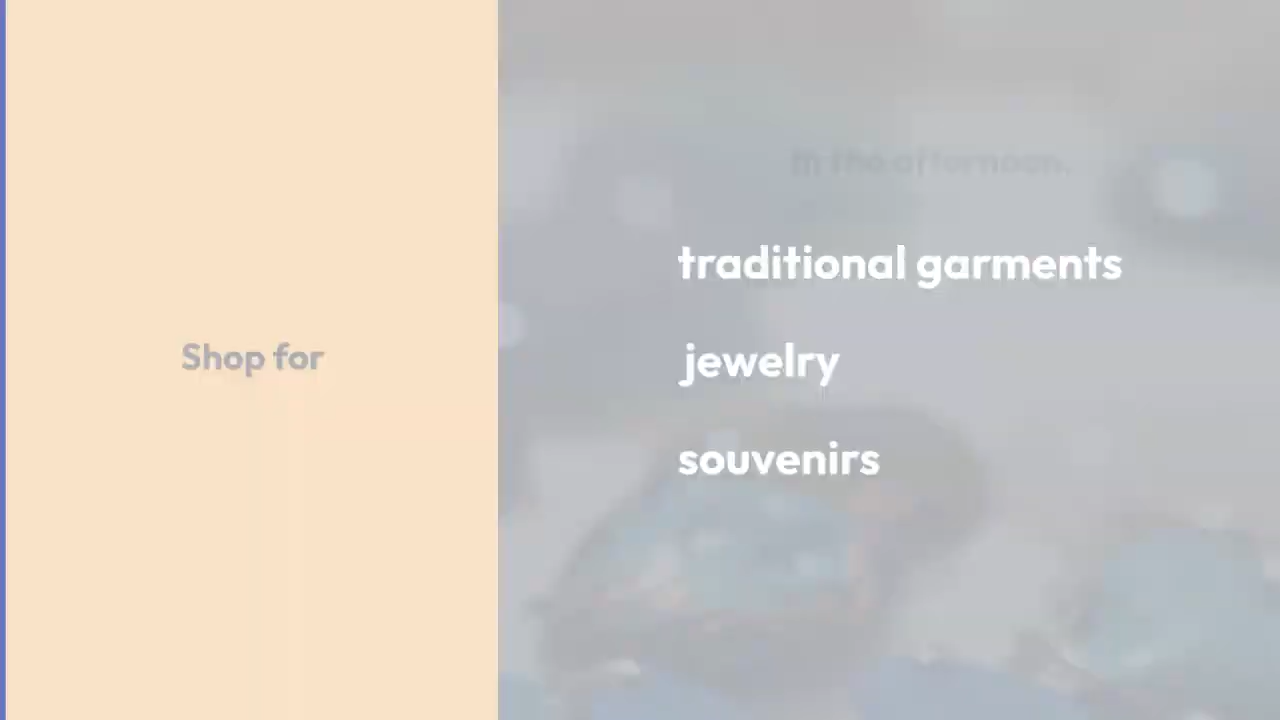 Shop for
in the afternoon.
traditional garments
jewelry
souvenirs